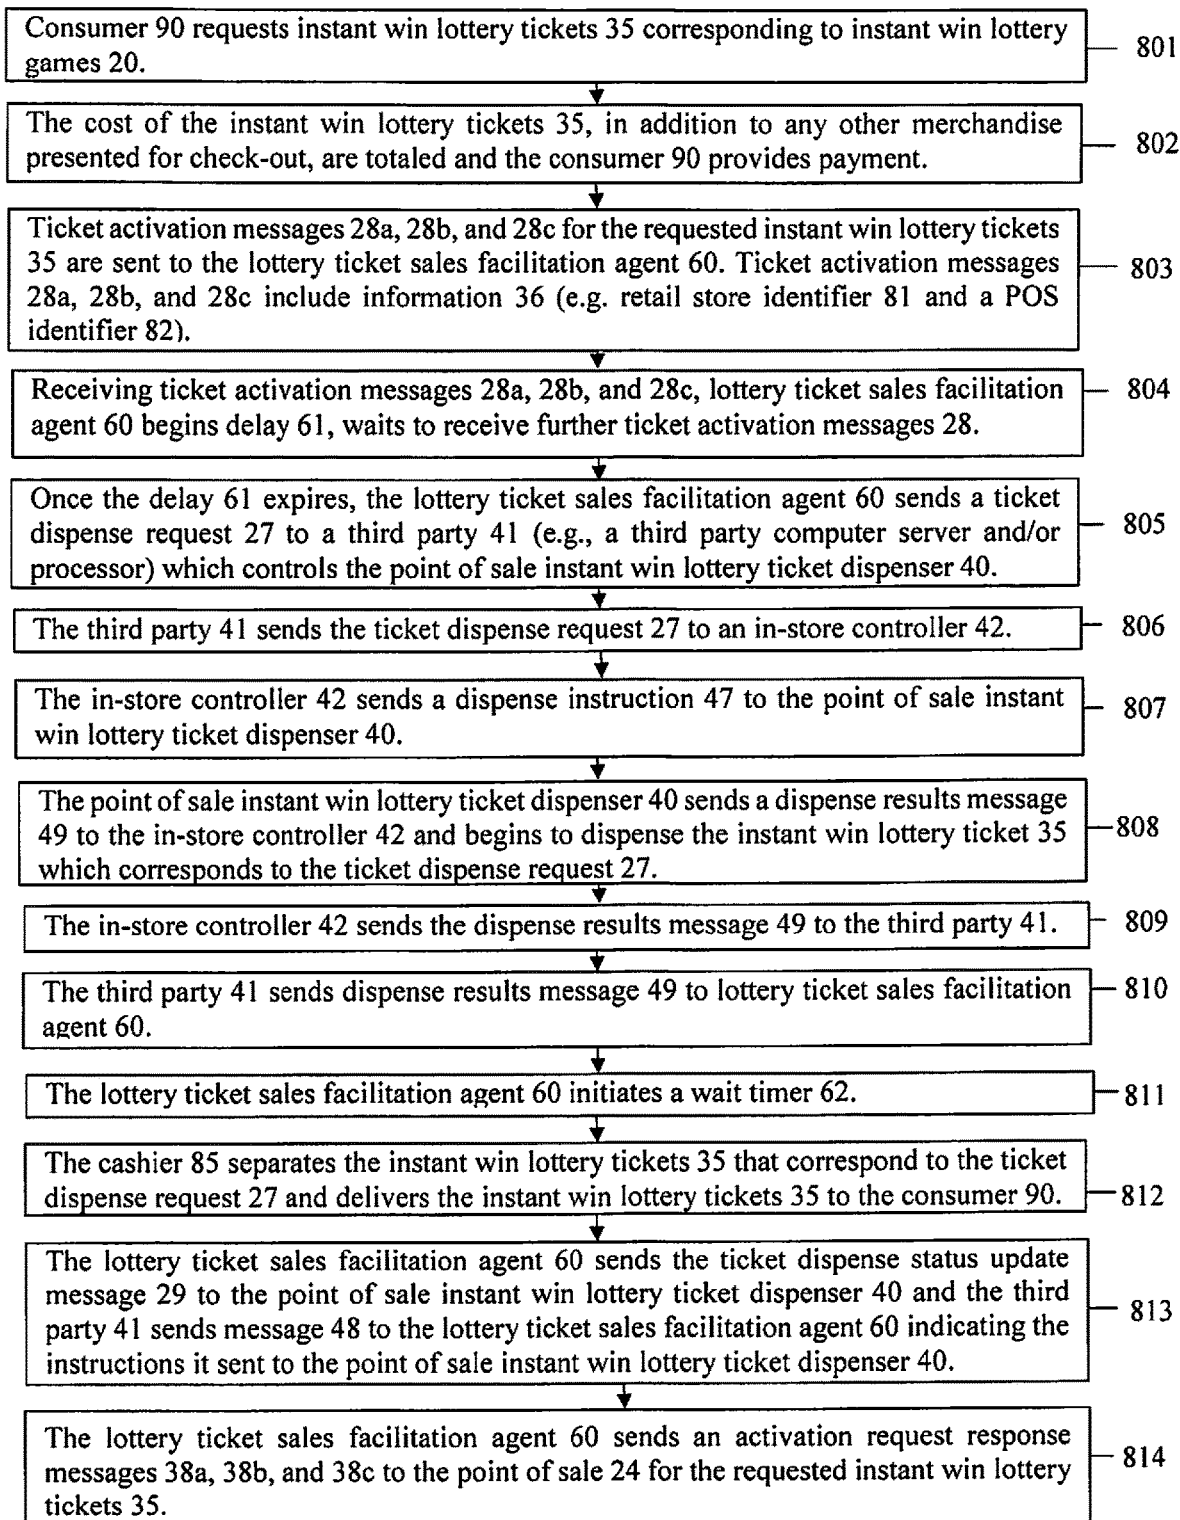 Consumer 90 requests instant win lottery tickets 35 corresponding to instant win lottery
games 20.
801
The cost of the instant win lottery tickets 35, in addition to any other merchandise
presented for check-out, are totaled and the consumer 90 provides payment.
802
Ticket activation messages 28a, 28b, and 28c for the requested instant win lottery tickets
35 are sent to the lottery ticket sales facilitation agent 60. Ticket activation messages
28a, 28b, and 28c include information 36 (e.g. retail store identifier 81 and a POS
identifier 82).
803
Receiving ticket activation messages 28a, 28b, and 28c, lottery ticket sales facilitation
agent 60 begins delay 61, waits to receive further ticket activation messages 28.
804
Once the delay 61 expires, the lottery ticket sales facilitation agent 60 sends a ticket
dispense request 27 to a third party 41 (e.g., a third party computer server and/or
processor) which controls the point of sale instant win lottery ticket dispenser 40.
805
The third party 41 sends the ticket dispense request 27 to an in-store controller 42.
806
The in-store controller 42 sends a dispense instruction 47 to the point of sale instant
win lottery ticket dispenser 40.
807
The point of sale instant win lottery ticket dispenser 40 sends a dispense results message
49 to the in-store controller 42 and begins to dispense the instant win lottery ticket 35
which corresponds to the ticket dispense request 27.
808
The in-store controller 42 sends the dispense results message 49 to the third party 41.
809
The third party 41 sends dispense results message 49 to lottery ticket sales facilitation
agent 60.
810
The lottery ticket sales facilitation agent 60 initiates a wait timer 62.
811
The cashier 85 separates the instant win lottery tickets 35 that correspond to the ticket
dispense request 27 and delivers the instant win lottery tickets 35 to the consumer 90.
812
The lottery ticket sales facilitation agent 60 sends the ticket dispense status update
message 29 to the point of sale instant win lottery ticket dispenser 40 and the third
party 41 sends message 48 to the lottery ticket sales facilitation agent 60 indicating the
instructions it sent to the point of sale instant win lottery ticket dispenser 40.
813
The lottery ticket sales facilitation agent 60 sends an activation request response
messages 38a, 38b, and 38c to the point of sale 24 for the requested instant win lottery
tickets 35.
814